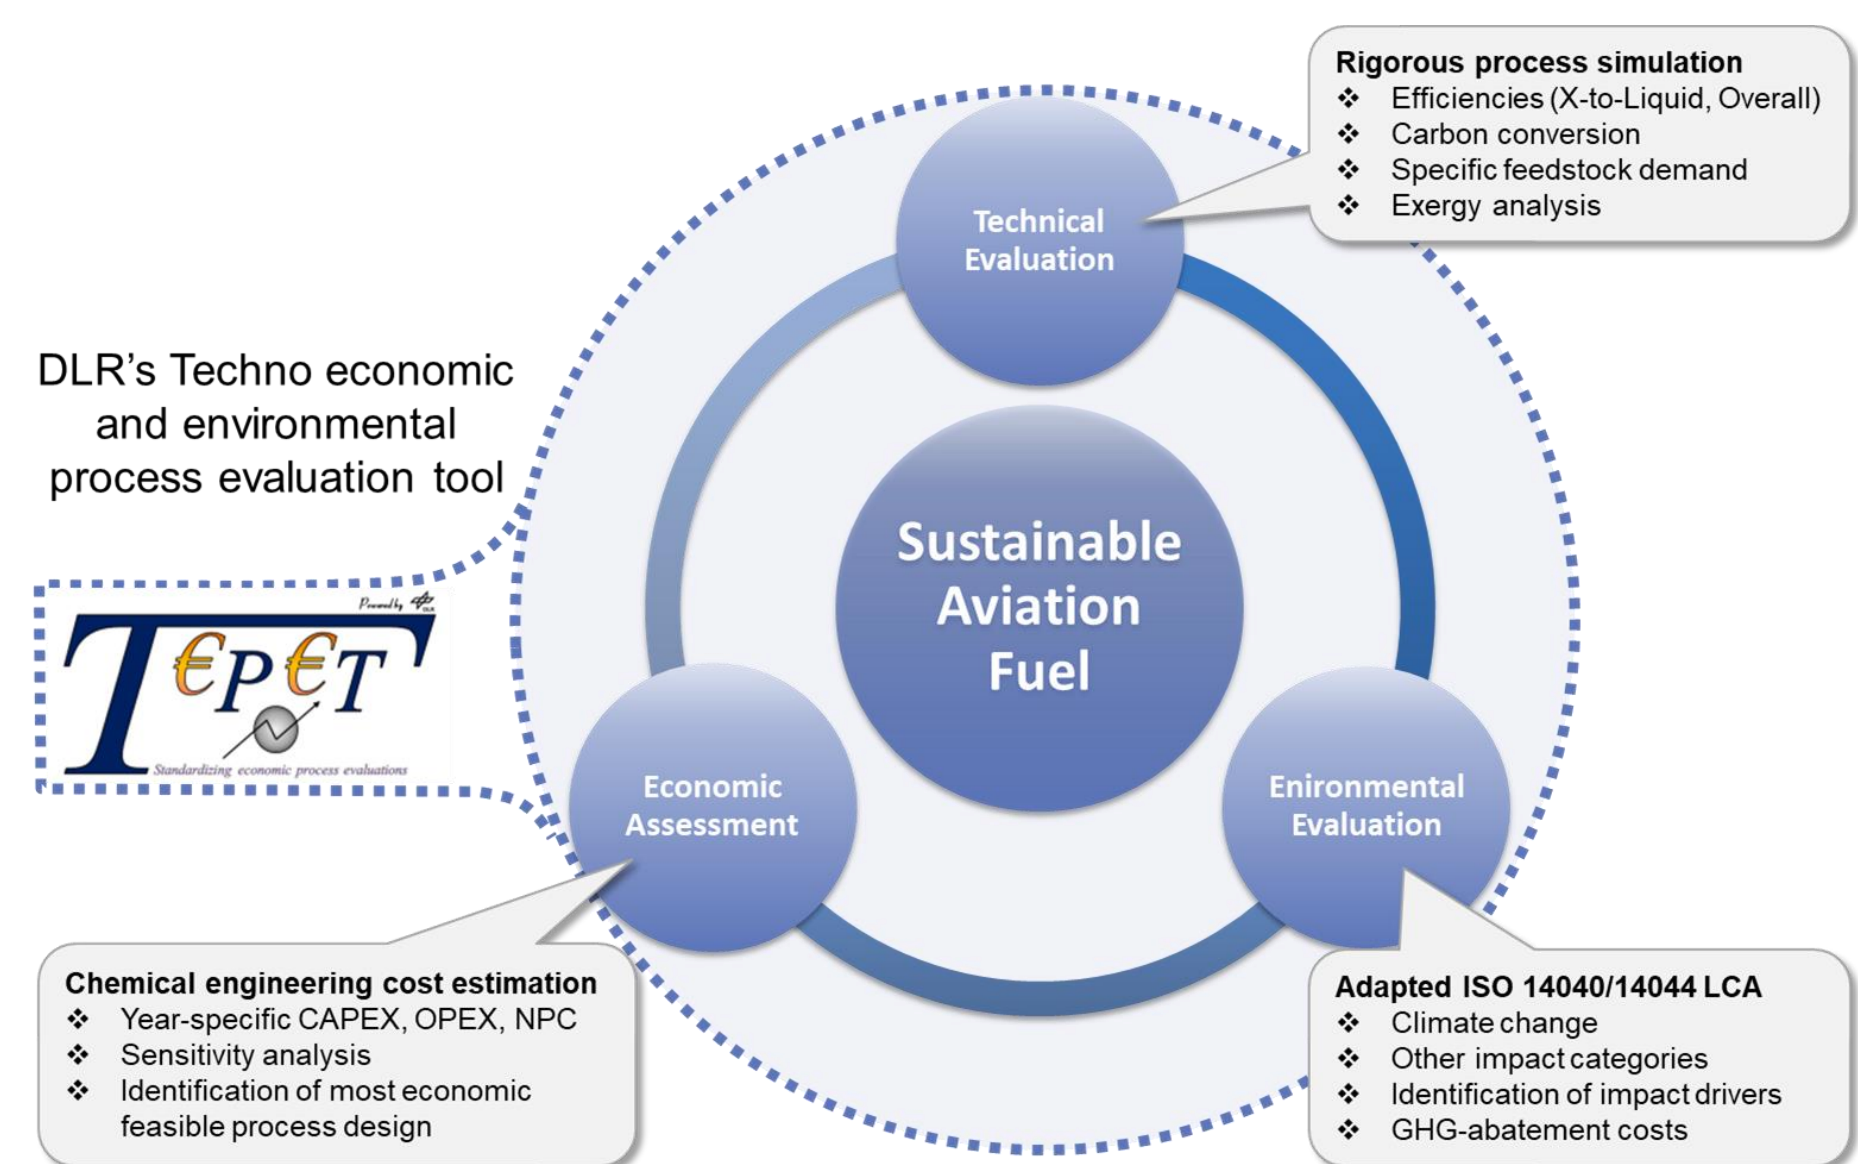 Rigorous process simulation
❖ Efficiencies (X-to-Liquid, Overall)
❖ Carbon conversion
❖ Specific feedstock demand
❖ Exergy analysis
Technical
Evaluation
DLR's Techno economic
and environmental
process evaluation tool
Powered by DLR
T€P€T
Standardizing economic process evaluations
Sustainable
Aviation
Fuel
Economic
Assessment
Enironmental
Evaluation
Chemical engineering cost estimation
❖ Year-specific CAPEX, OPEX, NPC
❖ Sensitivity analysis
❖ Identification of most economic
feasible process design
Adapted ISO 14040/14044 LCA
❖ Climate change
❖ Other impact categories
❖ Identification of impact drivers
❖ GHG-abatement costs